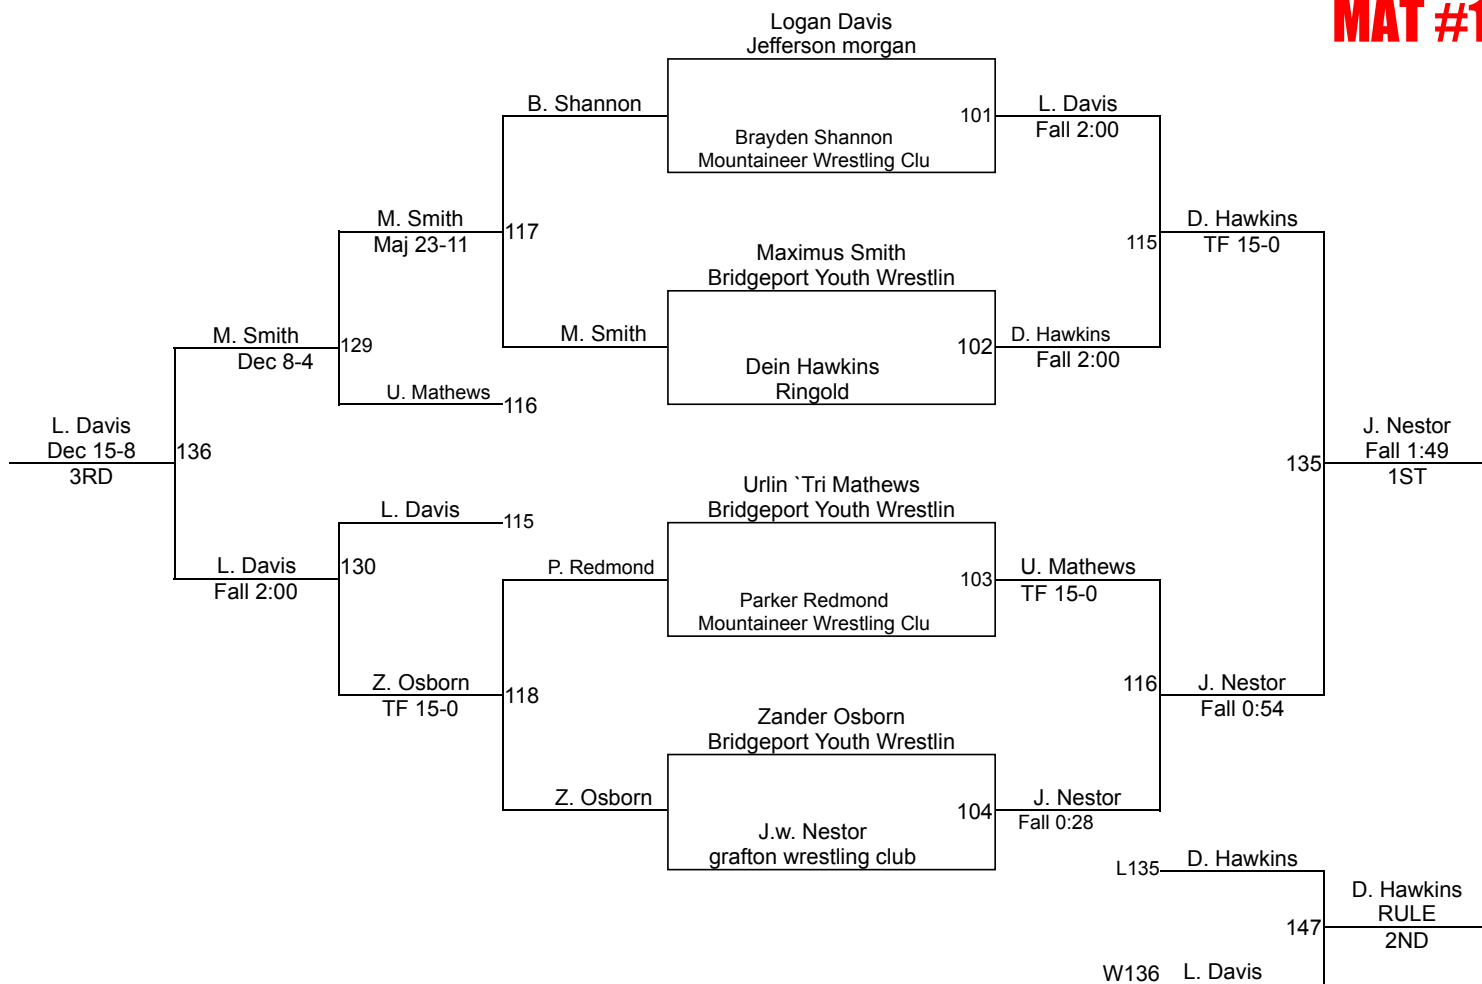 MAT #1
Logan Davis
Jefferson morgan
B. Shannon
101
L. Davis
Fall 2:00
Brayden Shannon
Mountaineer Wrestling Clu
M. Smith
Maj 23-11
117
D. Hawkins
TF 15-0
115
Maximus Smith
Bridgeport Youth Wrestlin
M. Smith
Dec 8-4
129
M. Smith
102
D. Hawkins
Fall 2:00
Dein Hawkins
Ringold
U. Mathews
116
L. Davis
Dec 15-8
3RD
136
J. Nestor
Fall 1:49
1ST
135
Urlin `Tri Mathews
Bridgeport Youth Wrestlin
L. Davis
115
L. Davis
Fall 2:00
130
P. Redmond
103
U. Mathews
TF 15-0
Parker Redmond
Mountaineer Wrestling Clu
Z. Osborn
TF 15-0
118
116
J. Nestor
Fall 0:54
Zander Osborn
Bridgeport Youth Wrestlin
Z. Osborn
104
J. Nestor
Fall 0:28
J.w. Nestor
grafton wrestling club
L135
D. Hawkins
147
D. Hawkins
RULE
2ND
W136
L. Davis